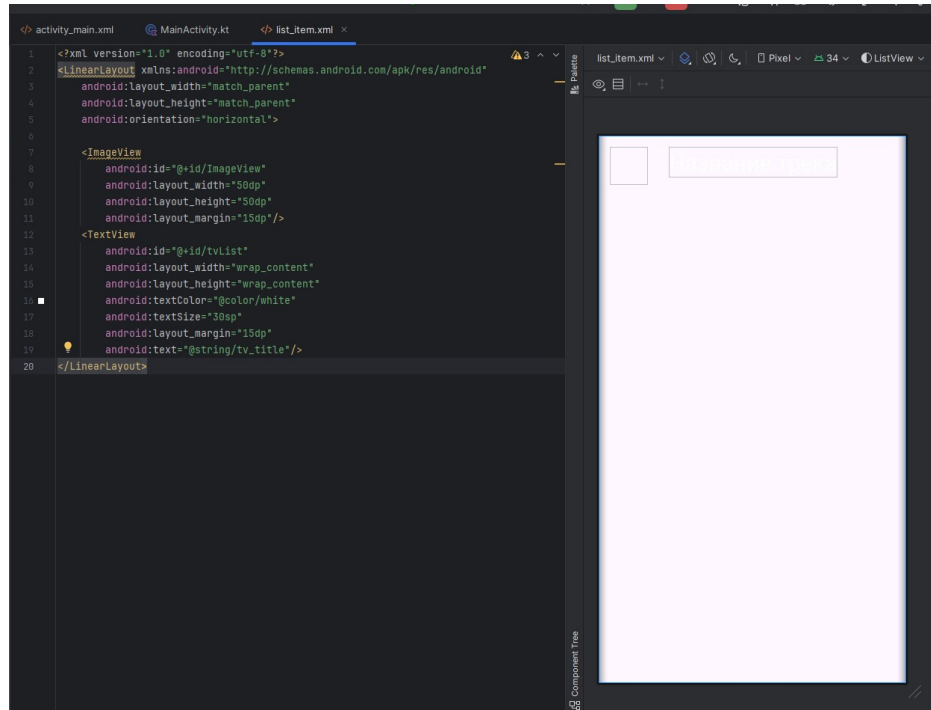 activity_main.xml MainActivity.kt list_item.xml
1 <?xml version="1.0" encoding="utf-8"?> 3
2 <LinearLayout xmlns:android="http://schemas.android.com/apk/res/android"
3 android:layout_width="match_parent"
4 android:layout_height="match_parent"
5 android:orientation="horizontal">
6
7 <ImageView
8 android:id="@+id/ImageView"
9 android:layout_width="50dp"
10 android:layout_height="50dp"
11 android:layout_margin="15dp"/>
12 <TextView
13 android:id="@+id/tvList"
14 android:layout_width="wrap_content"
15 android:layout_height="wrap_content"
16 android:textColor="@color/white"
17 android:textSize="30sp"
18 android:layout_margin="15dp"
19 android:text="@string/tv_title"/>
20 </LinearLayout>
Palette
list_item.xml Pixel 34 ListView
Название трека
Component Tree